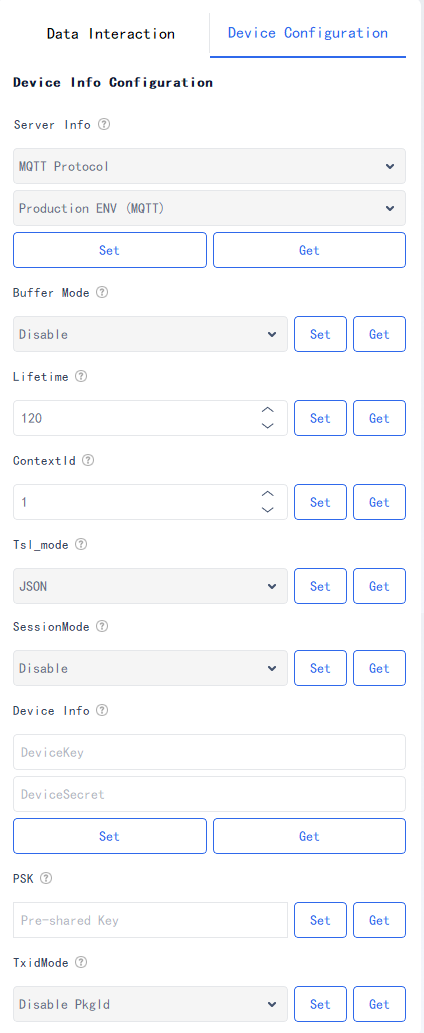 Data Interaction Device Configuration
Device Info Configuration
Server Info ?
MQTT Protocol
Production ENV (MQTT)
Set Get
Buffer Mode ?
Disable Set Get
Lifetime ?
120 Set Get
ContextId ?
1 Set Get
Tsl_mode ?
JSON Set Get
SessionMode ?
Disable Set Get
Device Info ?
DeviceKey
DeviceSecret
Set Get
PSK ?
Pre-shared Key Set Get
TxidMode ?
Disable PkgId Set Get